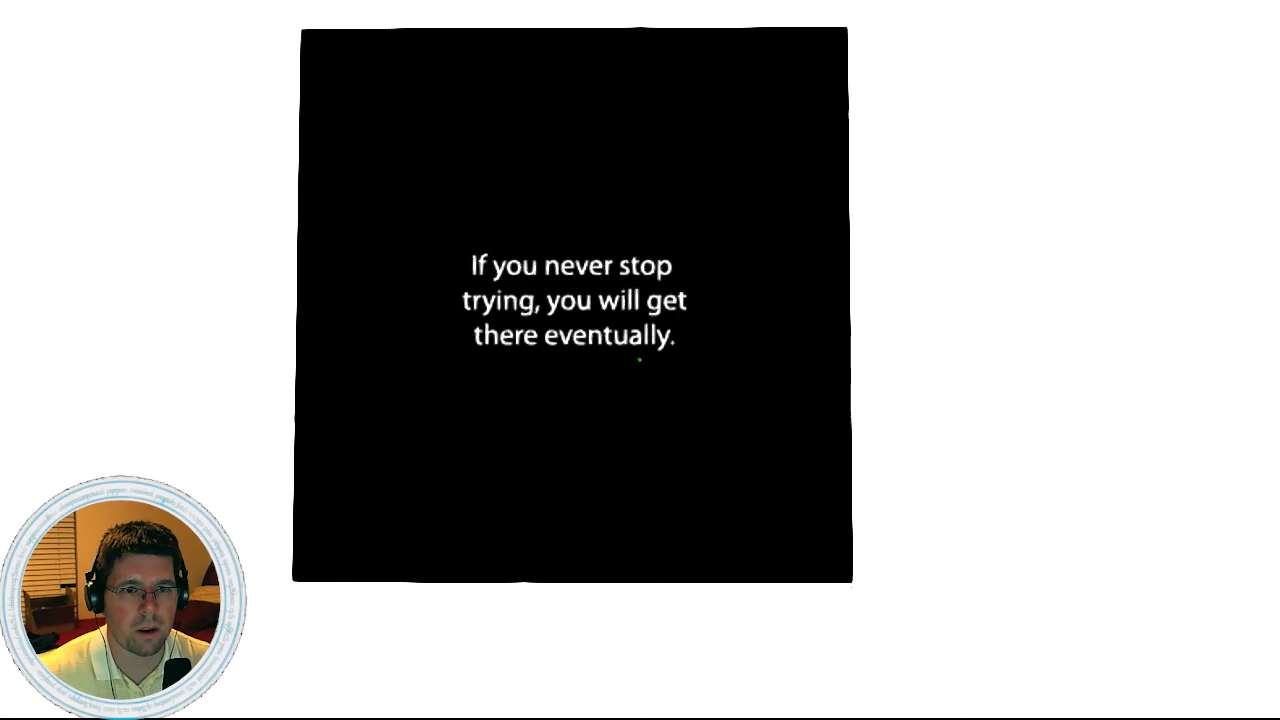 If you never stop
trying, you will get
there eventually.